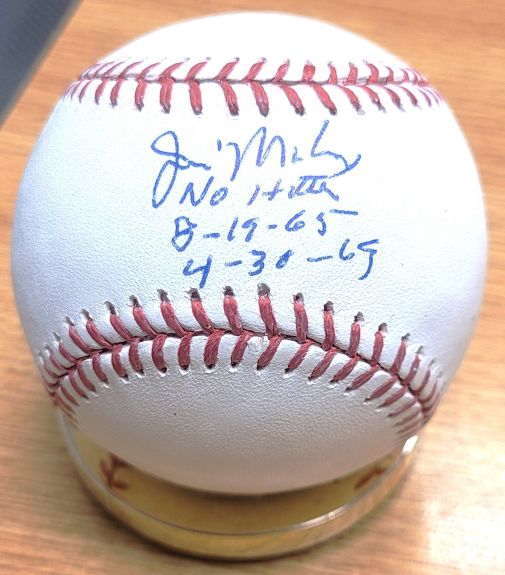 Jim Maloney
No Hitter
8-19-65
4-30-69